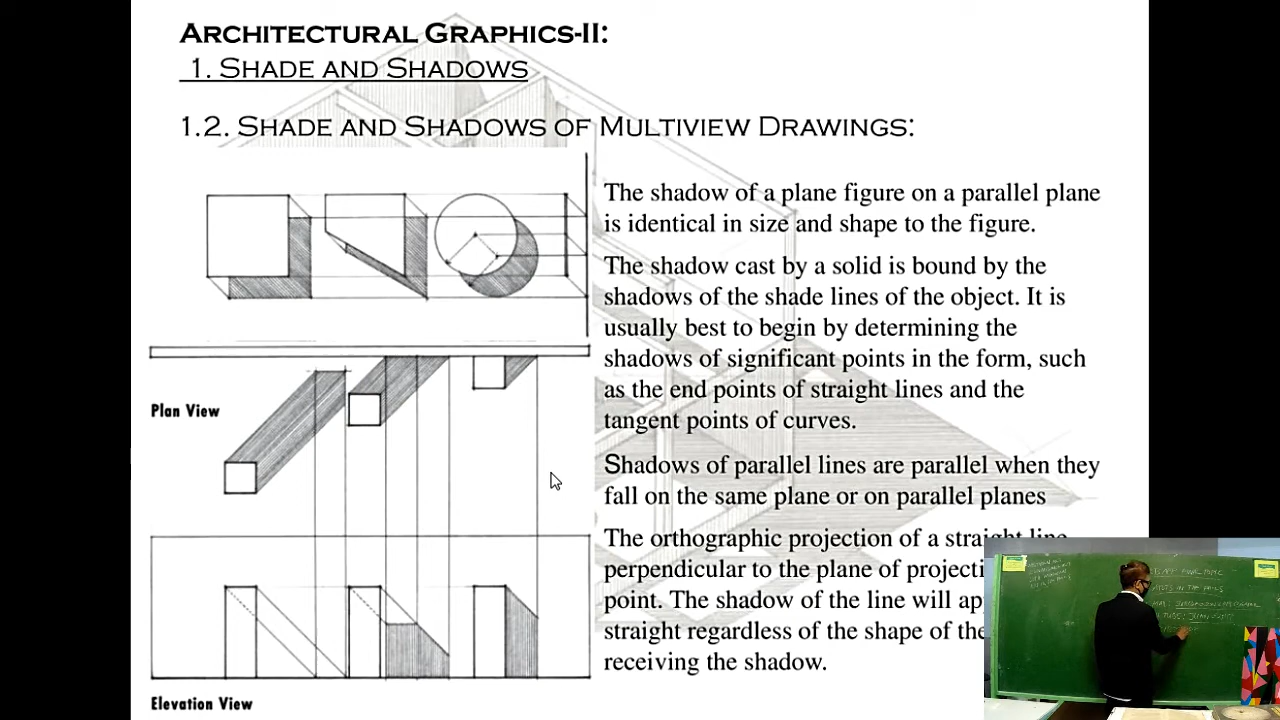 ARCHITECTURAL GRAPHICS-II:
1. SHADE AND SHADOWS
1.2. SHADE AND SHADOWS OF MULTIVIEW DRAWINGS:
The shadow of a plane figure on a parallel plane
is identical in size and shape to the figure.
The shadow cast by a solid is bound by the
shadows of the shade lines of the object. It is
usually best to begin by determining the
shadows of significant points in the form, such
as the end points of straight lines and the
tangent points of curves.
Shadows of parallel lines are parallel when they
fall on the same plane or on parallel planes
The orthographic projection of a straight line
perpendicular to the plane of
point. The shadow of the line will
straight regardless of the shape of the
receiving the shadow.
Plan View
Elevation View